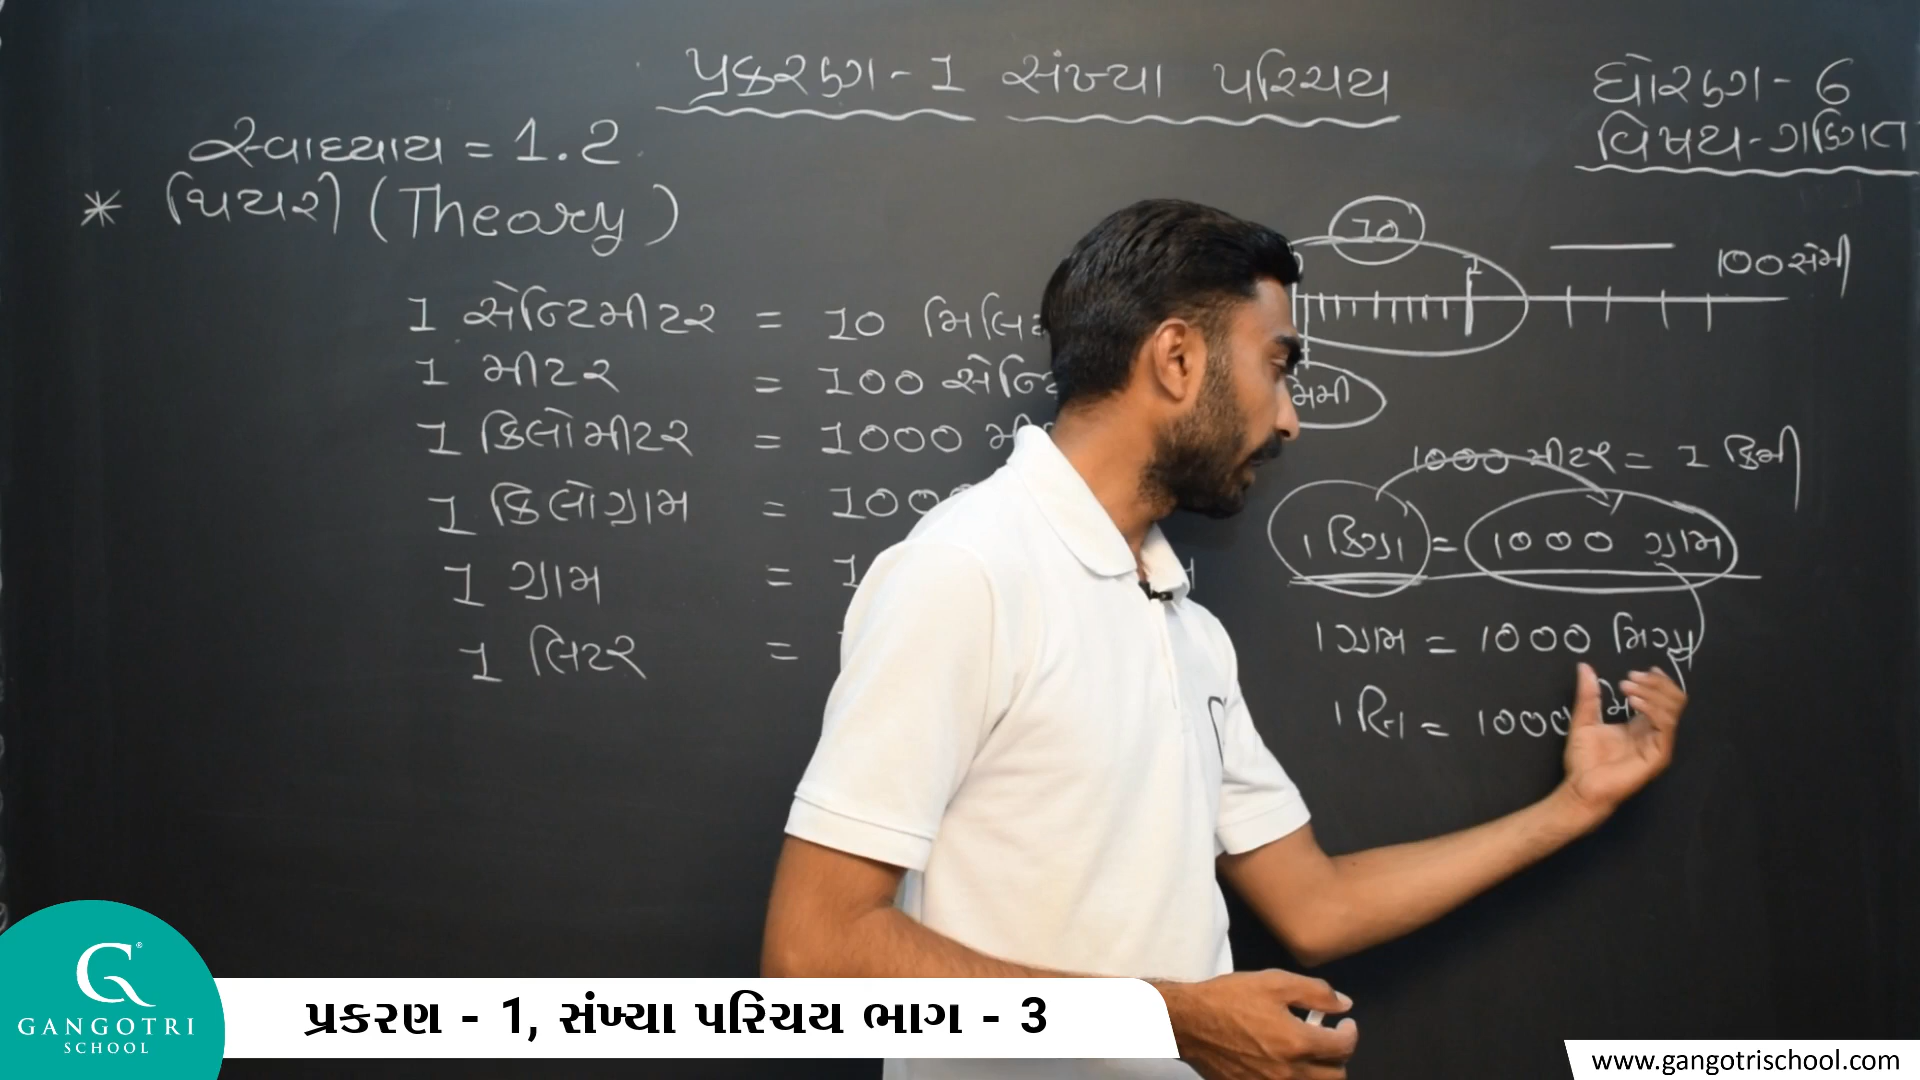 પ્રકરણ - 1 સંખ્યા પરિચય
ધોરણ - 6
વિષય - ગણિત
સ્વાધ્યાય = 1.2
* થિયરી (Theory)
1 સેન્ટિમીટર = 10
1 મીટર = 100
1 કિલોમીટર = 1000
1 કિલોગ્રામ =
1 ગ્રામ =
1 લિટર =
10
1
100 સેમી
મિમી
1000 મીટર = 1 કિમી
1 કિગ્રા = 1000 ગ્રામ
1 ગ્રામ = 1000 મિગ્રા
1 લિ = 1000
GANGOTRI
SCHOOL
પ્રકરણ - 1, સંખ્યા પરિચય ભાગ - 3
www.gangotrischool.com